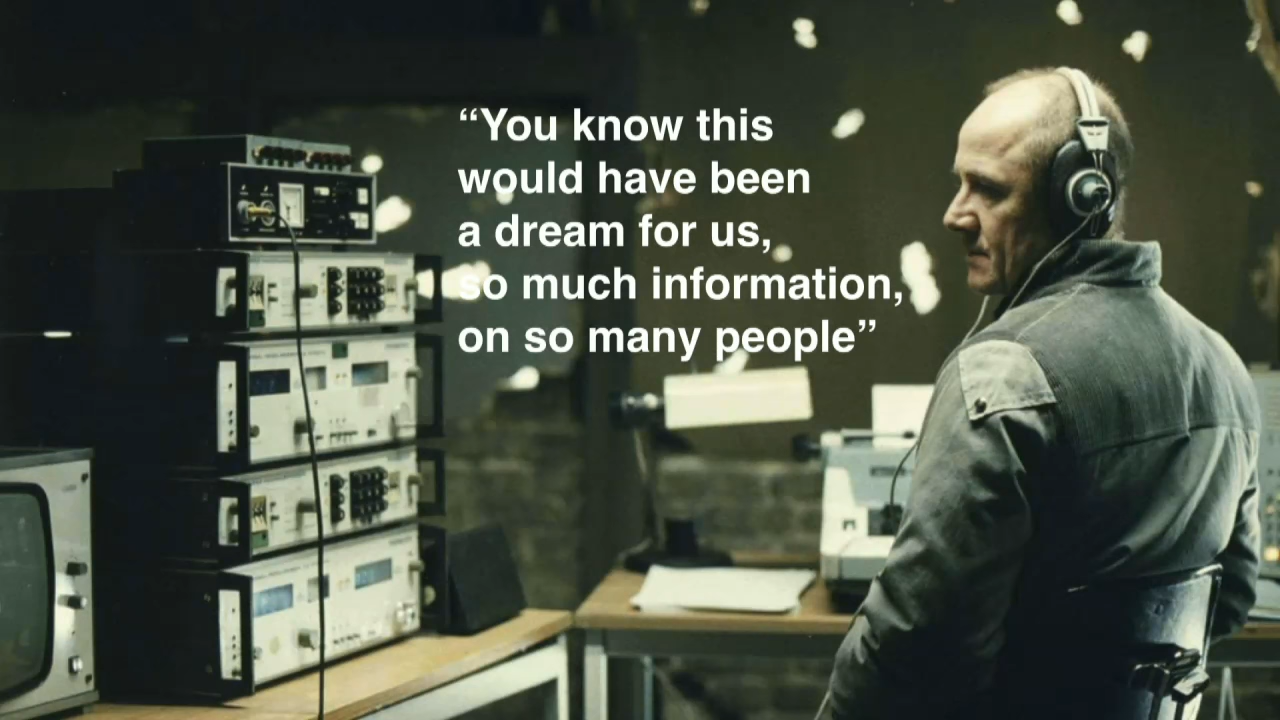 “You know this
would have been
a dream for us,
so much information,
on so many people”